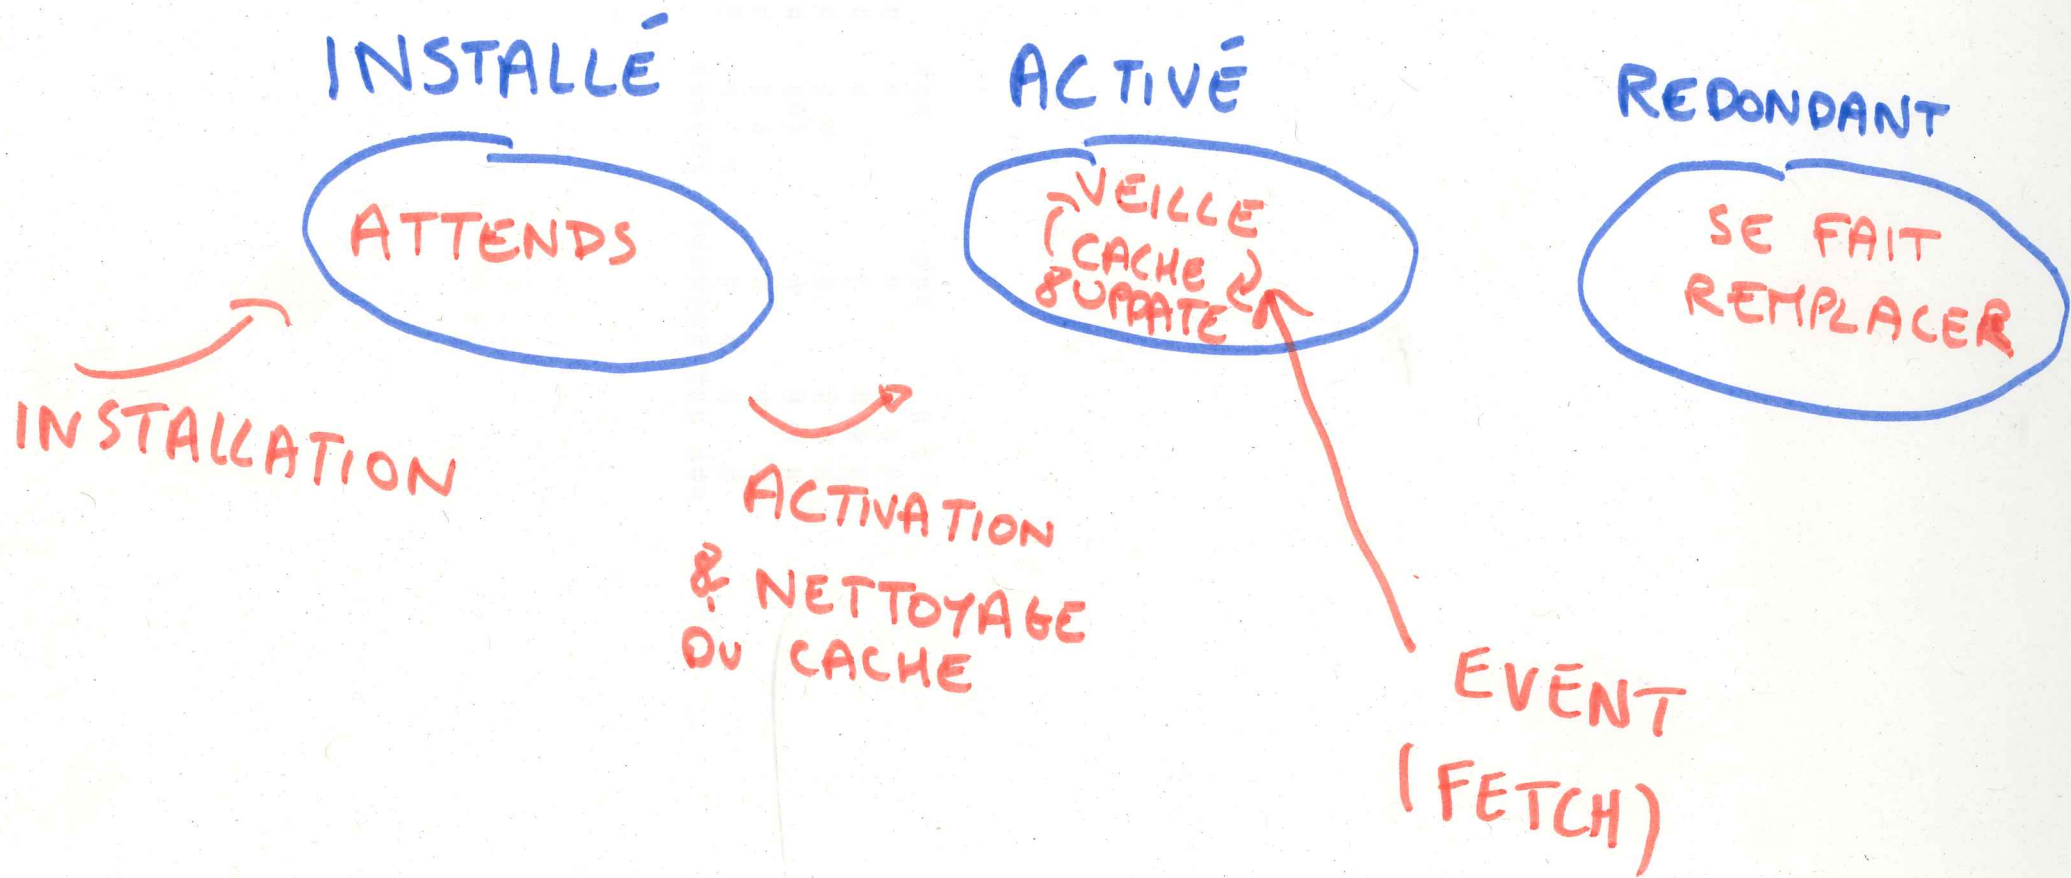 INSTALLÉ
ATTENDS
INSTALLATION
ACTIVÉ
VEILLE
CACHE
& UPDATE
ACTIVATION
& NETTOYAGE
DU CACHE
EVENT
(FETCH)
REDONDANT
SE FAIT
REMPLACER